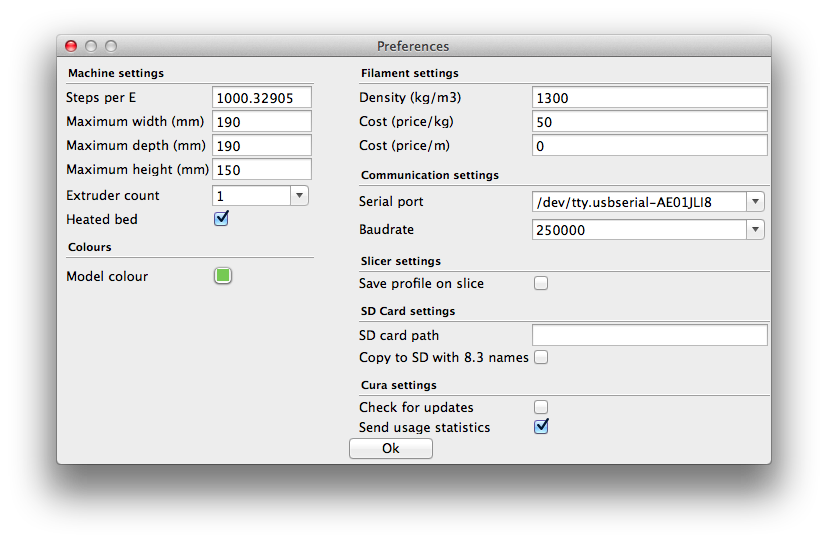 Preferences
Machine settings
Steps per E 1000.32905
Maximum width (mm) 190
Maximum depth (mm) 190
Maximum height (mm) 150
Extruder count 1
Heated bed
Colours
Model colour
Filament settings
Density (kg/m3) 1300
Cost (price/kg) 50
Cost (price/m) 0
Communication settings
Serial port /dev/tty.usbserial-AE01JLI8
Baudrate 250000
Slicer settings
Save profile on slice
SD Card settings
SD card path
Copy to SD with 8.3 names
Cura settings
Check for updates
Send usage statistics
Ok